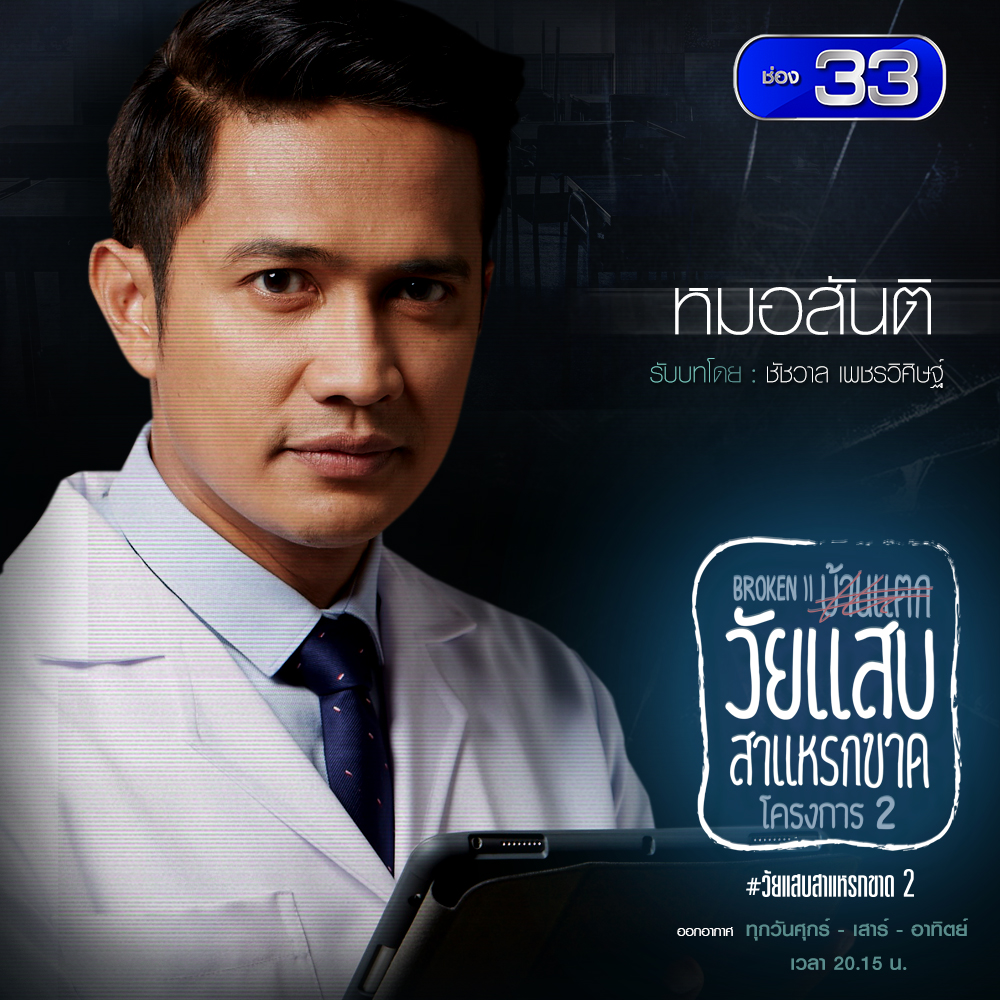 ช่อง 33
หมอสันติ
รับบทโดย : ชัชวาล เพชรวิศิษฐ์
BROKEN II บ้านแตก
วัยแสบ
สาแหรกขาด
โครงการ 2
#วัยแสบสาแหรกขาด 2
ออกอากาศ ทุกวันศุกร์ - เสาร์ - อาทิตย์
เวลา 20.15 น.